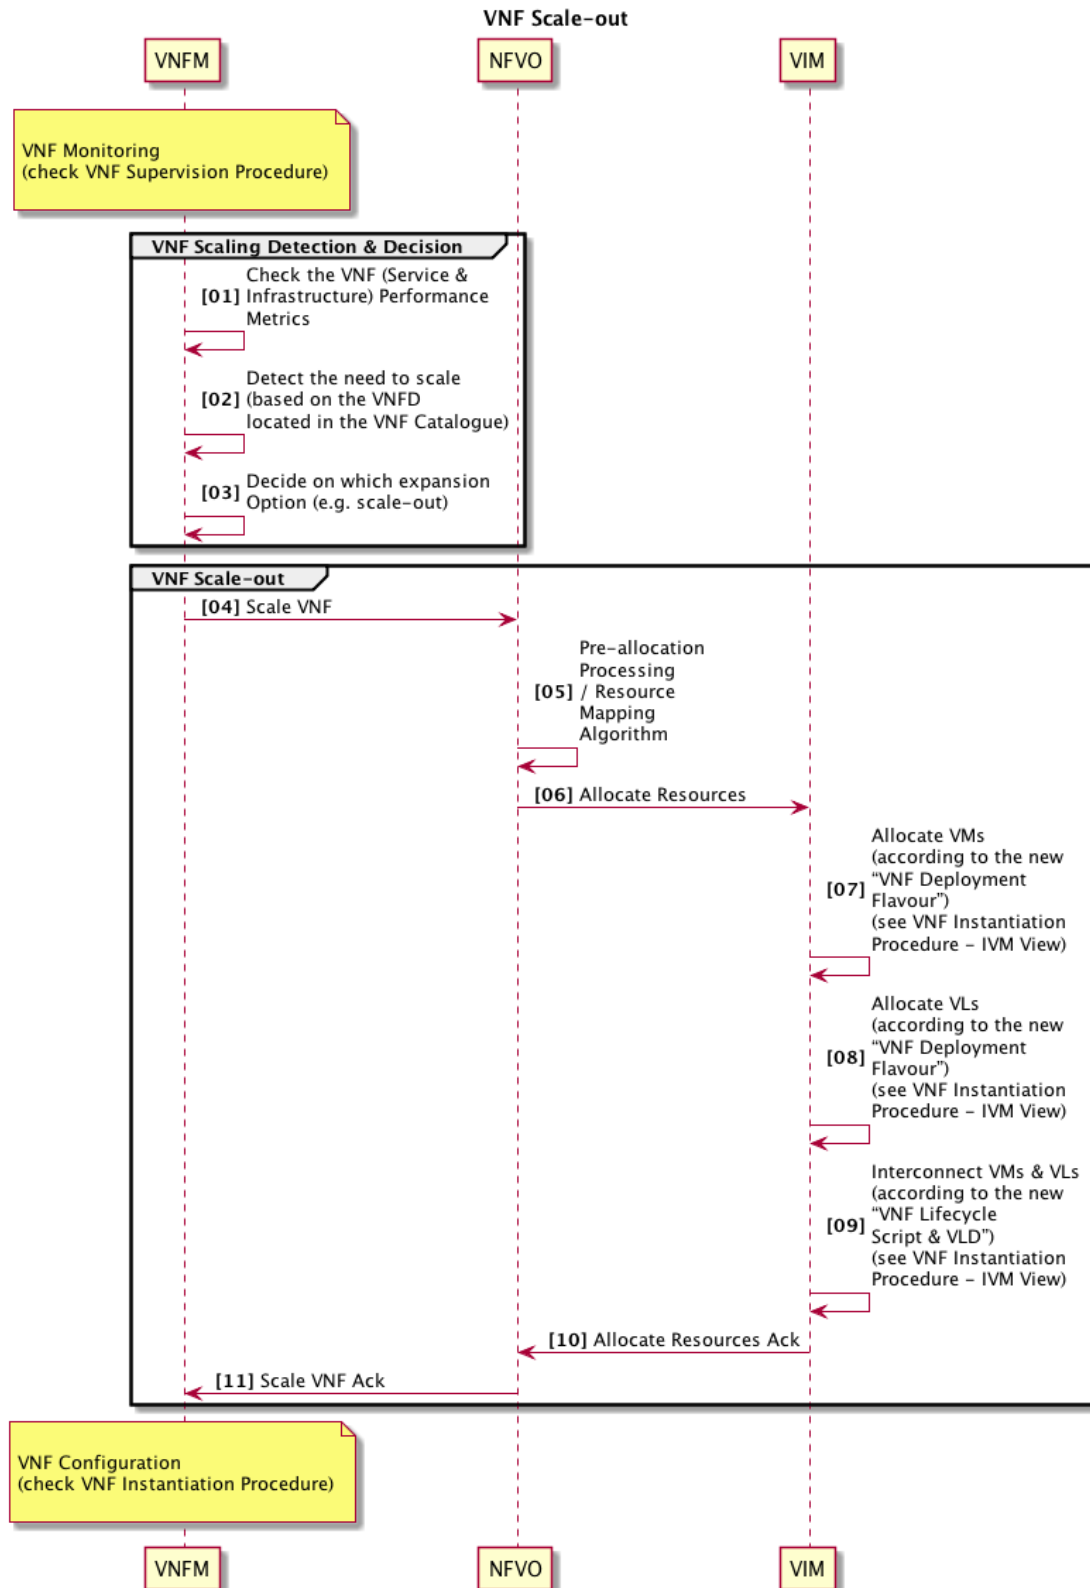 VNF Scale-out
VNFM
NFVO
VIM
VNF Monitoring
(check VNF Supervision Procedure)
VNF Scaling Detection & Decision
Check the VNF (Service &
[01] Infrastructure) Performance
Metrics
Detect the need to scale
[02] (based on the VNFD
located in the VNF Catalogue)
[03] Decide on which expansion
Option (e.g. scale-out)
VNF Scale-out
[04] Scale VNF
Pre-allocation
Processing
[05] / Resource
Mapping
Algorithm
[06] Allocate Resources
Allocate VMs
(according to the new
“VNF Deployment
[07] Flavour”)
(see VNF Instantiation
Procedure - IVM View)
Allocate VLs
(according to the new
“VNF Deployment
[08] Flavour”)
(see VNF Instantiation
Procedure - IVM View)
Interconnect VMs & VLs
(according to the new
“VNF Lifecycle
[09] Script & VLD”)
(see VNF Instantiation
Procedure - IVM View)
[10] Allocate Resources Ack
[11] Scale VNF Ack
VNF Configuration
(check VNF Instantiation Procedure)
VNFM
NFVO
VIM